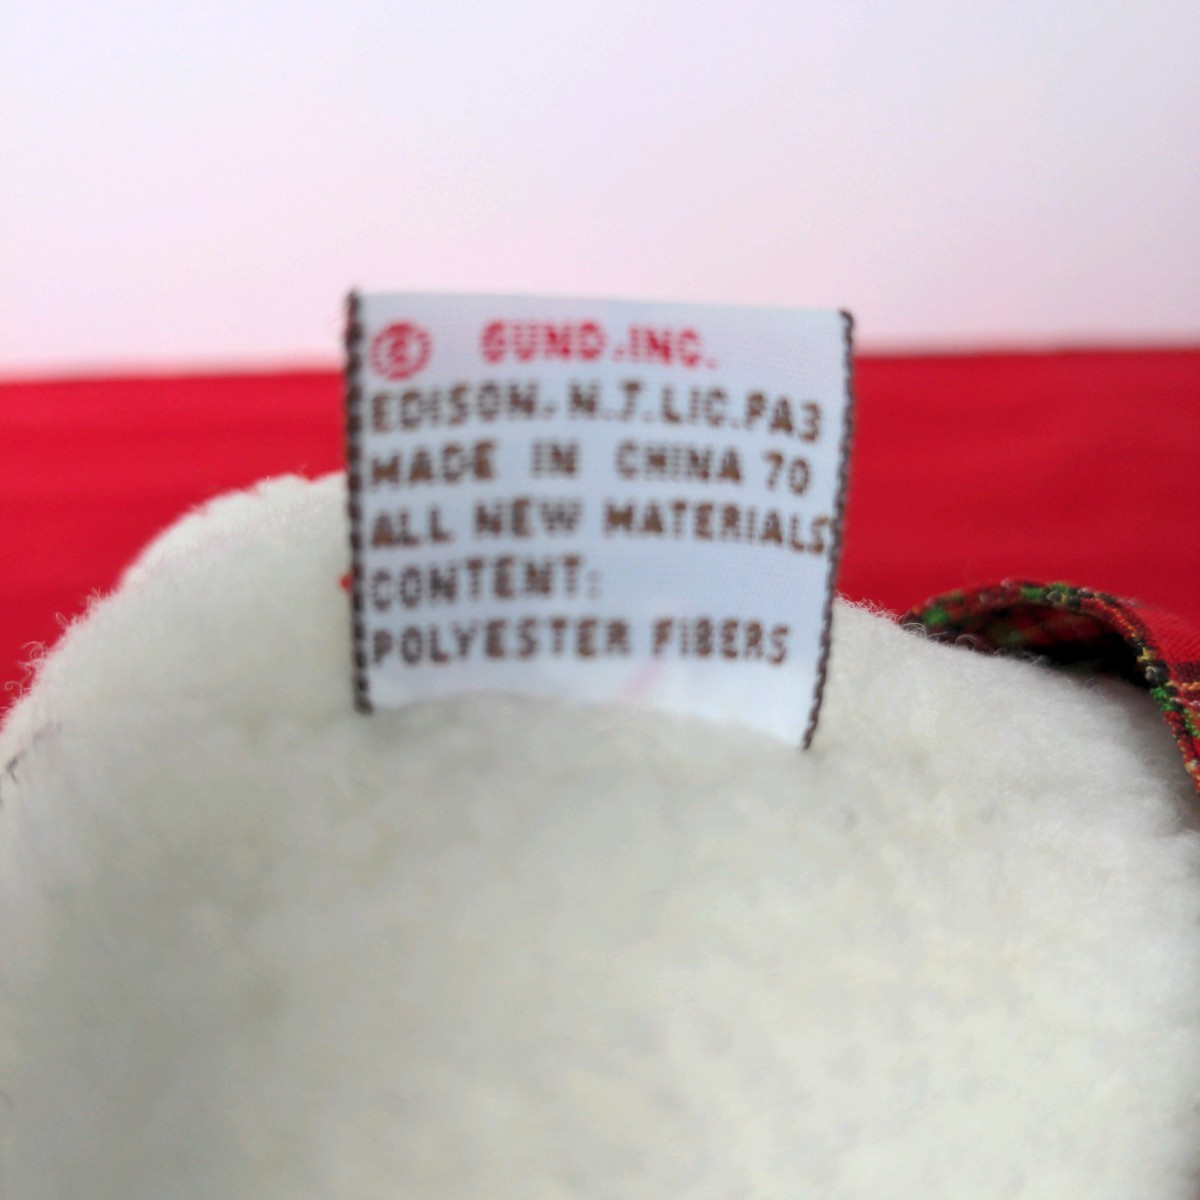 © GUND.INC.
EDISON.N.J.LIC.PA3
MADE IN CHINA 70
ALL NEW MATERIALS
CONTENT:
POLYESTER FIBERS